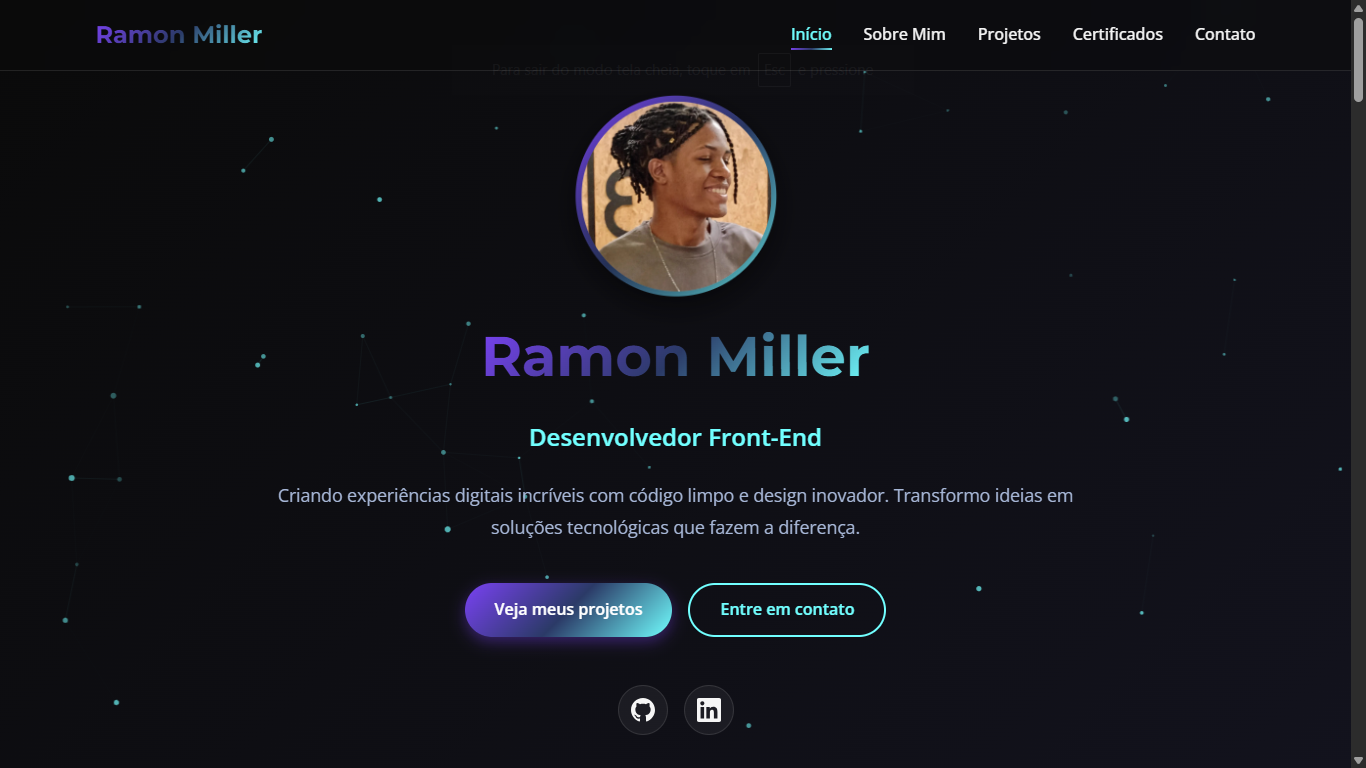 Ramon Miller
Início Sobre Mim Projetos Certificados Contato
Para sair do modo tela cheia, toque em Esc e pressione
Ramon Miller
Desenvolvedor Front-End
Criando experiências digitais incríveis com código limpo e design inovador. Transformo ideias em
soluções tecnológicas que fazem a diferença.
Veja meus projetos
Entre em contato
in